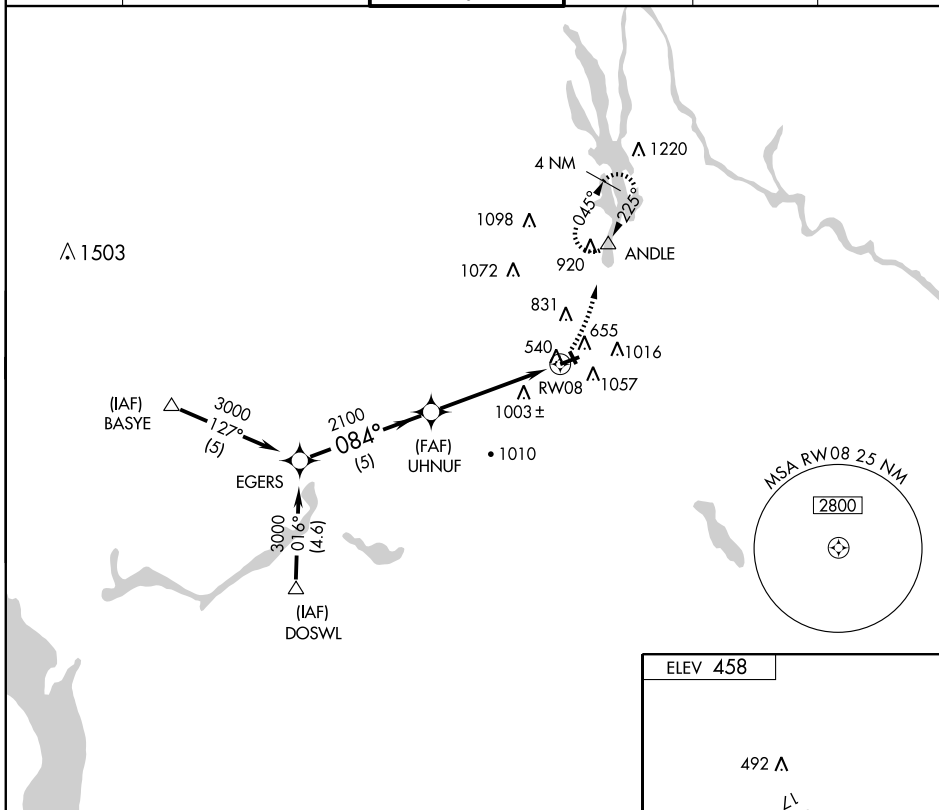 1220
4 NM
045°
225°
1098
1503
ANDLE
920
1072
831
655
540
1016
RW08
1057
1003 ±
(IAF)
BASYE
3000
127°
(5)
2100
084°
(5)
(FAF)
UHNUF
1010
EGERS
3000
016°
(4.6)
(IAF)
DOSWL
MSA RW08 25 NM
2800
ELEV 458
492
17